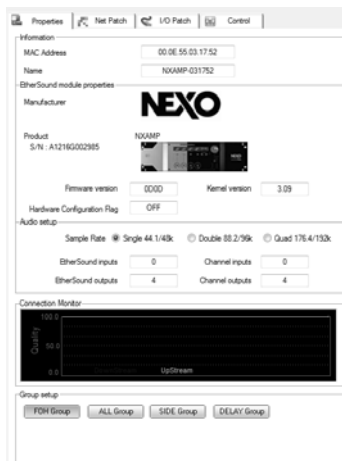 Properties Net Patch I/O Patch Control
Information
MAC Address 00.0E.55.03.17.52
Name NXAMP-031752
EtherSound module properties
Manufacturer NEXO
Product NXAMP
S/N : A1216G002985
Firmware version 0D0D Kernel version 3.09
Hardware Configuration Flag OFF
Audio setup
Sample Rate Single 44.1/48k Double 88.2/96k Quad 176.4/192k
EtherSound inputs 0 Channel inputs 0
EtherSound outputs 4 Channel outputs 4
Connection Monitor
100.0
Quality
50.0
0.0 DownStream UpStream
Group setup
FOH Group ALL Group SIDE Group DELAY Group